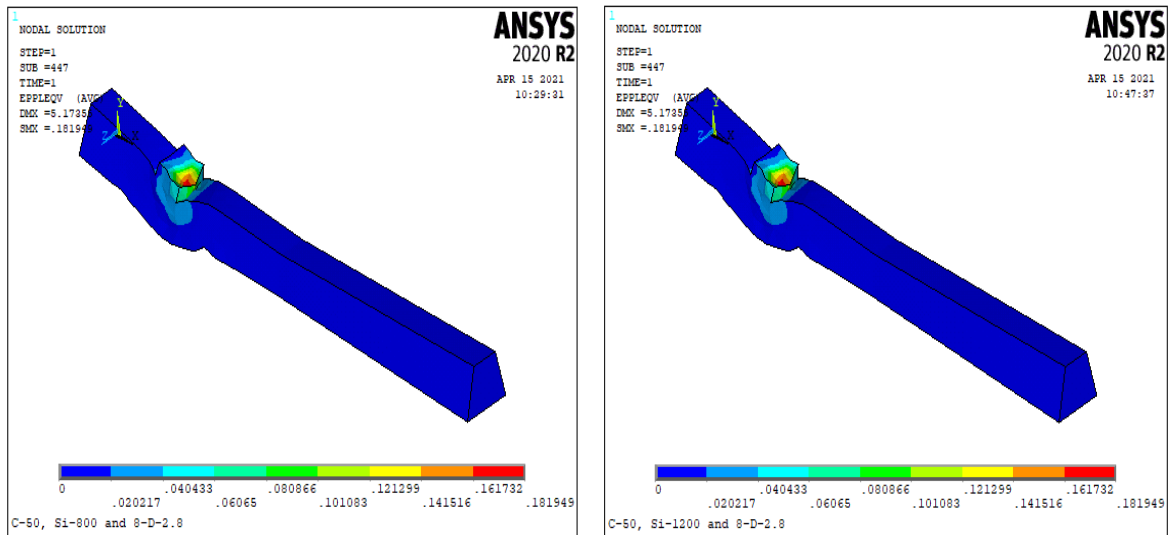 1
NODAL SOLUTION
ANSYS
2020 R2
STEP=1
SUB =447
TIME=1
EPPLEQV (AVG
DMX =5.1735
SMX =.181949
APR 15 2021
10:29:31
Y
Z X
0 .040433 .080866 .121299 .161732
.020217 .06065 .101083 .141516 .181949
C-50, Si-800 and 8-D-2.8
1
NODAL SOLUTION
ANSYS
2020 R2
STEP=1
SUB =447
TIME=1
EPPLEQV (AVG
DMX =5.1735
SMX =.181949
APR 15 2021
10:47:37
Y
Z X
0 .040433 .080866 .121299 .161732
.020217 .06065 .101083 .141516 .181949
C-50, Si-1200 and 8-D-2.8